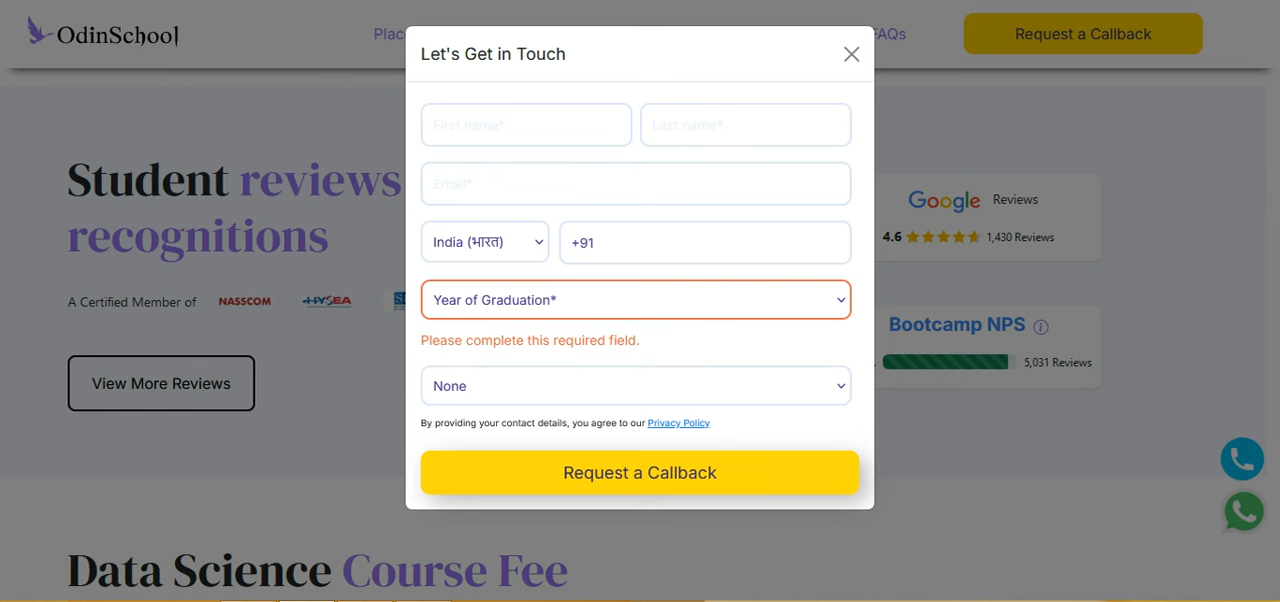 OdinSchool
Plac
FAQs
Request a Callback
Let's Get in Touch
First name*
Last name*
Email*
India (भारत)
+91
Year of Graduation*
Please complete this required field.
None
By providing your contact details, you agree to our Privacy Policy
Request a Callback
Student reviews
recognitions
A Certified Member of
NASSCOM
HYSEA
View More Reviews
Google Reviews
4.6
1,430 Reviews
Bootcamp NPS
5,031 Reviews
Data Science Course Fee